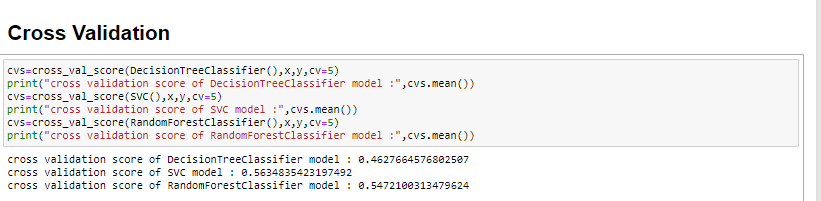 Cross Validation
cvs=cross_val_score(DecisionTreeClassifier(),x,y,cv=5)
print("cross validation score of DecisionTreeClassifier model :",cvs.mean())
cvs=cross_val_score(SVC(),x,y,cv=5)
print("cross validation score of SVC model :",cvs.mean())
cvs=cross_val_score(RandomForestClassifier(),x,y,cv=5)
print("cross validation score of RandomForestClassifier model :",cvs.mean())
cross validation score of DecisionTreeClassifier model : 0.4627664576802507
cross validation score of SVC model : 0.5634835423197492
cross validation score of RandomForestClassifier model : 0.5472100313479624